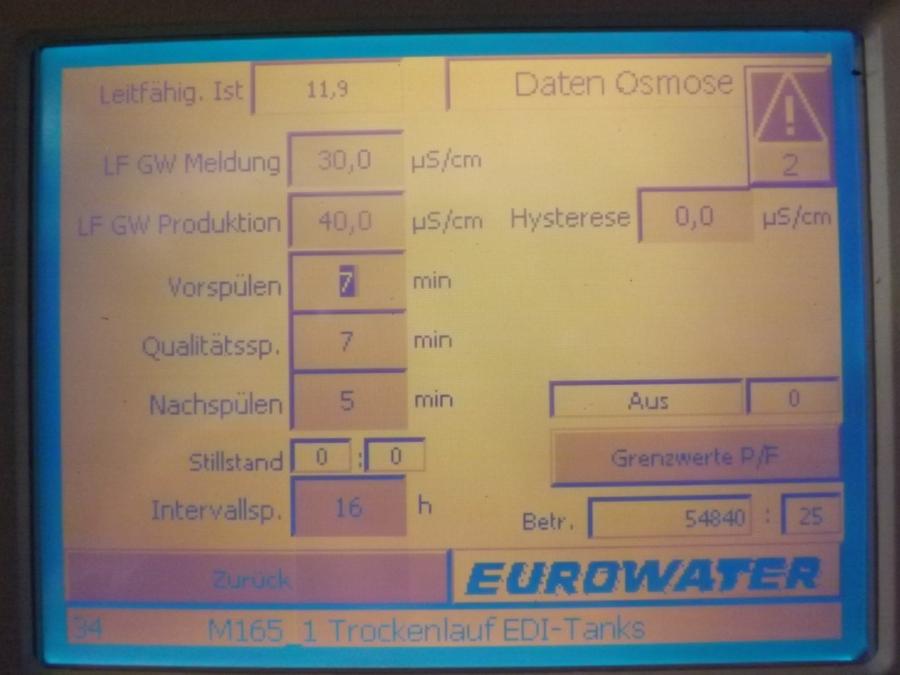 Leitfähig. Ist 11,9 Daten Osmose
2
LF GW Meldung 30,0 µS/cm
LF GW Produktion 40,0 µS/cm Hysterese 0,0 µS/cm
Vorspülen 7 min
Qualitätssp. 7 min
Nachspülen 5 min Aus 0
Stillstand 0 : 0 Grenzwerte P/F
Intervallsp. 16 h Betr. 54840 : 25
Zurück EUROWATER
34 M165_1 Trockenlauf EDI-Tanks